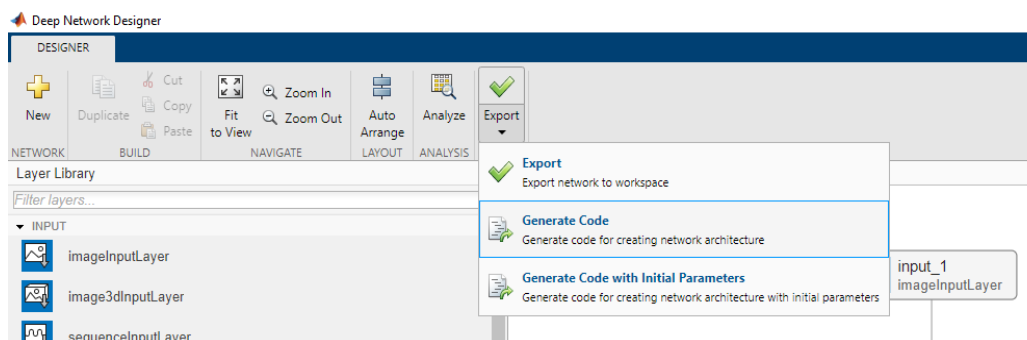 Deep Network Designer
DESIGNER
New
Duplicate
Cut
Copy
Paste
Fit
to View
Zoom In
Zoom Out
Auto
Arrange
Analyze
Export
NETWORK
BUILD
NAVIGATE
LAYOUT
ANALYSIS
Export
Export network to workspace
Generate Code
Generate code for creating network architecture
Generate Code with Initial Parameters
Generate code for creating network architecture with initial parameters
Layer Library
Filter layers...
INPUT
imageInputLayer
image3dInputLayer
sequenceInputLayer
input_1
imageInputLayer